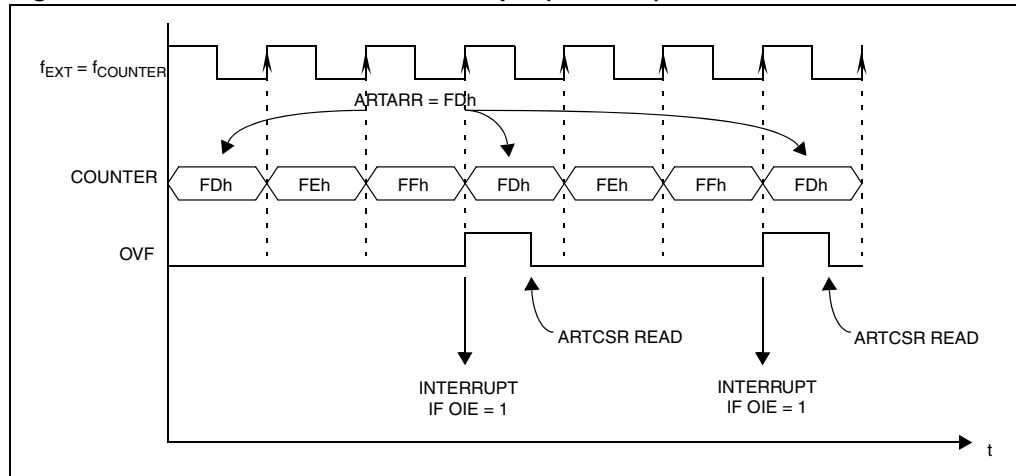 fEXT = fCOUNTER
ARTARR = FDh
COUNTER
FDh
FEh
FFh
FDh
FEh
FFh
FDh
OVF
ARTCSR READ
ARTCSR READ
INTERRUPT
IF OIE = 1
INTERRUPT
IF OIE = 1
t